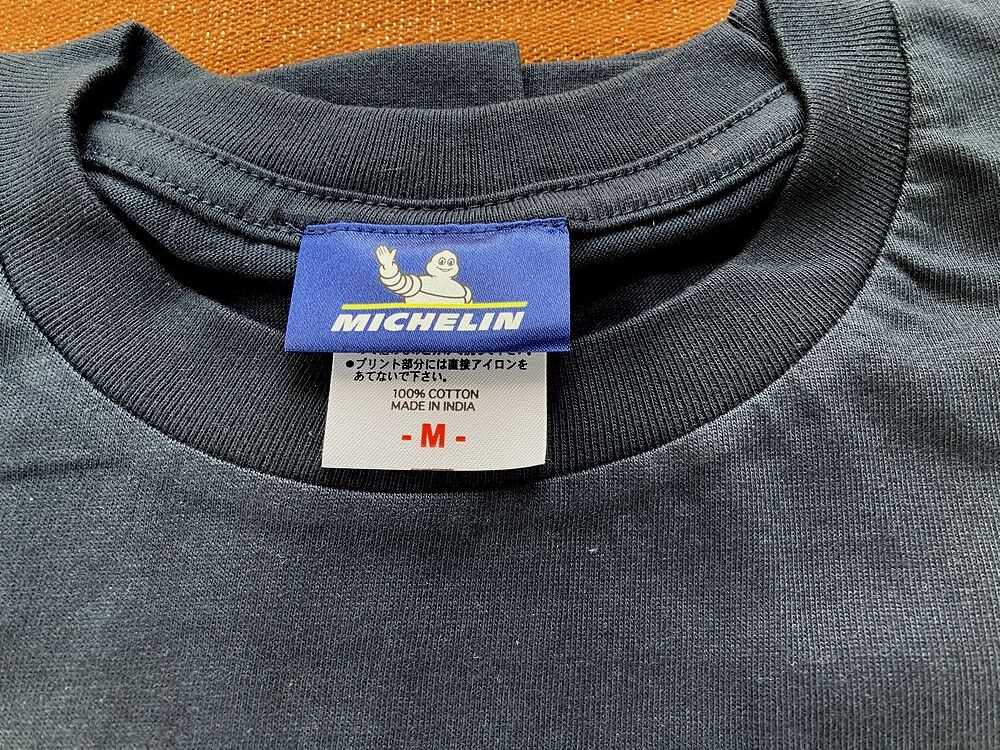 MICHELIN
●プリント部分には直接アイロンを
あてないで下さい。
100% COTTON
MADE IN INDIA
- M -